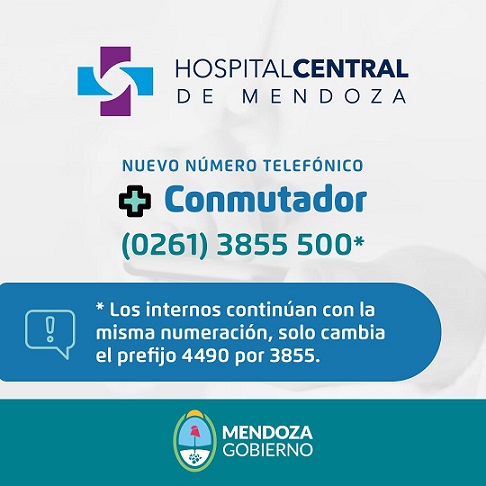 HOSPITALCENTRAL
DE MENDOZA
NUEVO NÚMERO TELEFÓNICO
Conmutador
(0261) 3855 500*
* Los internos continúan con la
misma numeración, solo cambia
el prefijo 4490 por 3855.
MENDOZA
GOBIERNO